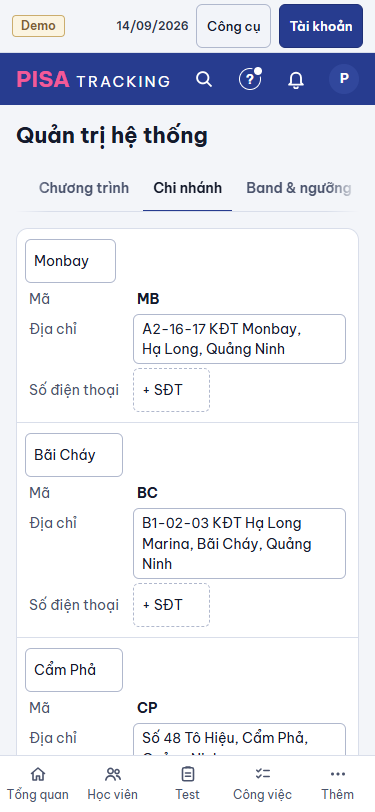 Demo
14/09/2026
Công cụ
Tài khoản
PISA TRACKING
?
P
Quản trị hệ thống
Chương trình
Chi nhánh
Band & ngưỡng
Monbay
Mã
MB
Địa chỉ
A2-16-17 KĐT Monbay,
Hạ Long, Quảng Ninh
Số điện thoại
+ SĐT
Bãi Cháy
Mã
BC
Địa chỉ
B1-02-03 KĐT Hạ Long
Marina, Bãi Cháy, Quảng
Ninh
Số điện thoại
+ SĐT
Cẩm Phả
Mã
CP
Địa chỉ
Số 48 Tô Hiệu, Cẩm Phả,
Tổng quan
Học viên
Test
Công việc
Thêm